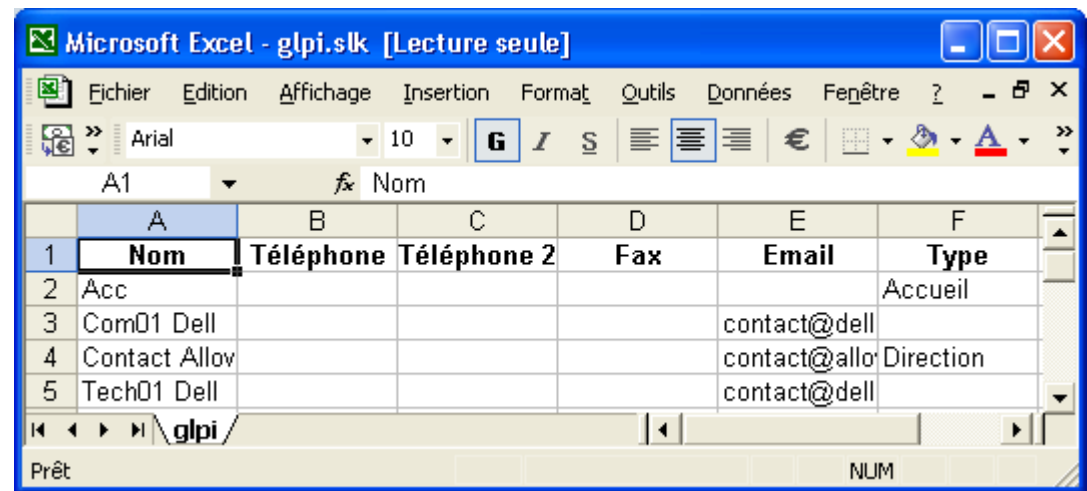 Microsoft Excel - glpi.slk [Lecture seule]
Fichier Edition Affichage Insertion Format Outils Données Fenêtre ?
Arial 10 G I S €  A
A1 fx Nom
A B C D E F
1 Nom Téléphone Téléphone 2 Fax Email Type
2 Acc Accueil
3 Com01 Dell contact@dell
4 Contact Allov contact@allo Direction
5 Tech01 Dell contact@dell
glpi
Prêt NUM